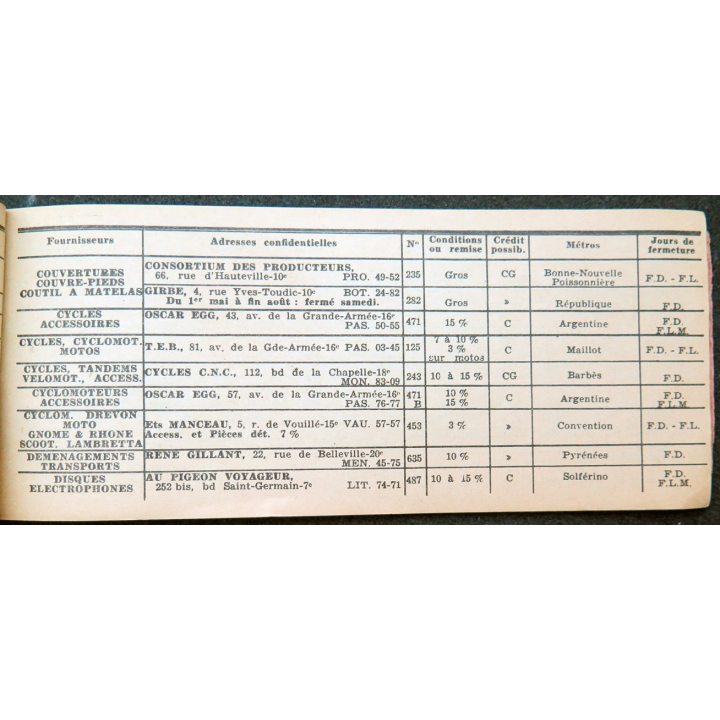 Fournisseurs Adresses confidentielles N° Conditions ou remise Crédit possib. Métros Jours de fermeture
COUVERTURES
COUVRE-PIEDS
CONSORTIUM DES PRODUCTEURS,
66, rue d'Hauteville-10e PRO. 49-52 235 Gros CG Bonne-Nouvelle
Poissonnière
F.D. - F.L.
COUTIL A MATELAS GIRBE, 4, rue Yves-Toudic-10e BOT. 24-82
Du 1er mai à fin août : fermé samedi. 282 Gros » République F.D.
CYCLES
ACCESSOIRES
OSCAR EGG, 43, av. de la Grande-Armée-16e
PAS. 50-55 471 15 % C Argentine F.D.
F.L.M.
CYCLES, CYCLOMOT.
MOTOS
T.E.B., 81, av. de la Gde-Armée-16e PAS. 03-45 125 7 à 10 %
3 %
sur motos
C Maillot F.D. - F.L.
CYCLES, TANDEMS
VELOMOT., ACCESS.
CYCLES C.N.C., 112, bd de la Chapelle-18e
MON. 83-09 243 10 à 15 % CG Barbès F.D.
CYCLOMOTEURS
ACCESSOIRES
OSCAR EGG, 57, av. de la Grande-Armée-16e
PAS. 76-77 471
B
10 %
15 %
C Argentine F.D.
F.L.M.
CYCLOM. DREVON
MOTO
GNOME & RHONE
SCOOT. LAMBRETTA
Ets MANCEAU, 5, r. de Vouillé-15e VAU. 57-57
Access. et Pièces dét. 7 %
453 3 % » Convention F.D. - F.L.
DEMENAGEMENTS
TRANSPORTS
RENE GILLANT, 22, rue de Belleville-20e
MEN. 45-75 635 10 % » Pyrénées F.D.
DISQUES
ELECTROPHONES
AU PIGEON VOYAGEUR,
252 bis, bd Saint-Germain-7e LIT. 74-71 487 10 à 15 % C Solférino F.D.
F.L.M.